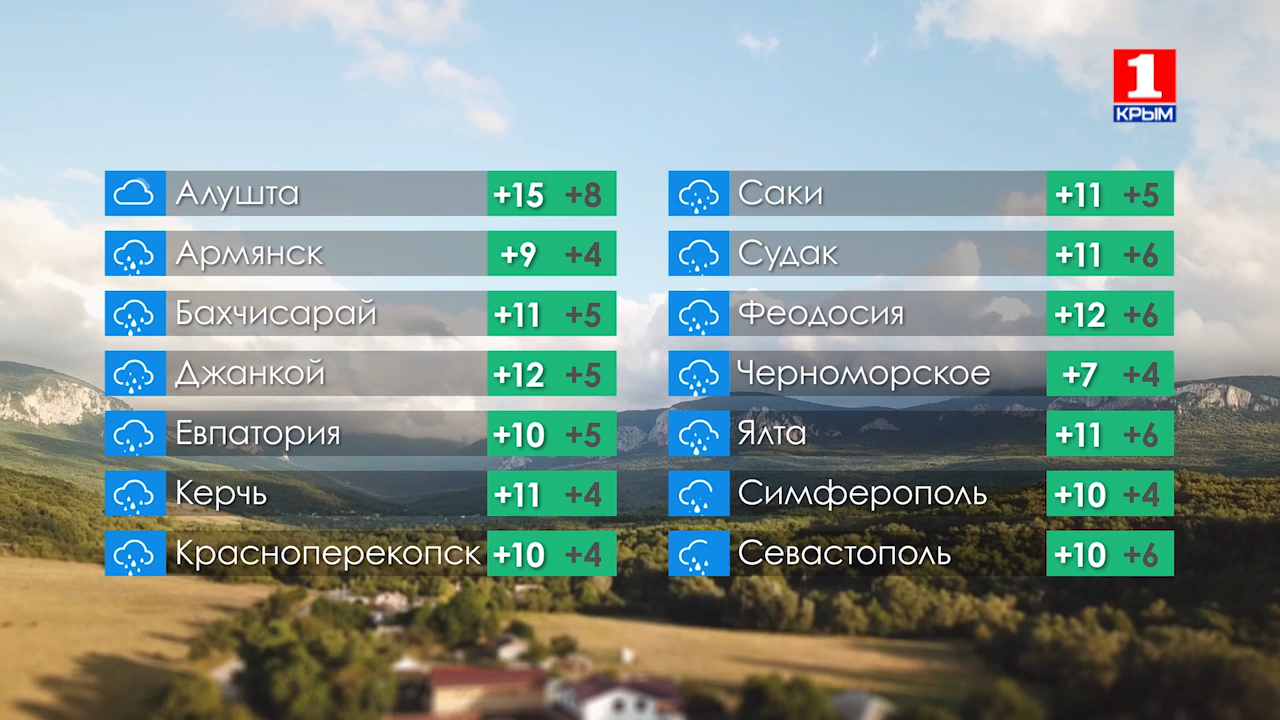 1
КРЫМ
Алушта +15 +8
Армянск +9 +4
Бахчисарай +11 +5
Джанкой +12 +5
Евпатория +10 +5
Керчь +11 +4
Красноперекопск +10 +4
Саки +11 +5
Судак +11 +6
Феодосия +12 +6
Черноморское +7 +4
Ялта +11 +6
Симферополь +10 +4
Севастополь +10 +6